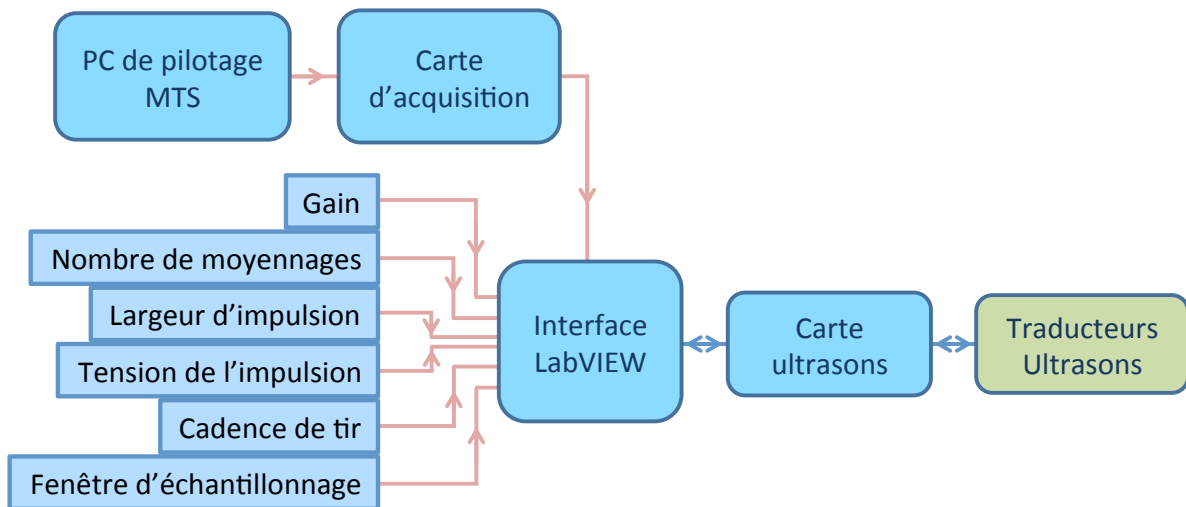 PC de pilotage
MTS
Carte
d’acquisition
Gain
Nombre de moyennages
Largeur d’impulsion
Tension de l’impulsion
Cadence de tir
Fenêtre d’échantillonnage
Interface
LabVIEW
Carte
ultrasons
Traducteurs
Ultrasons